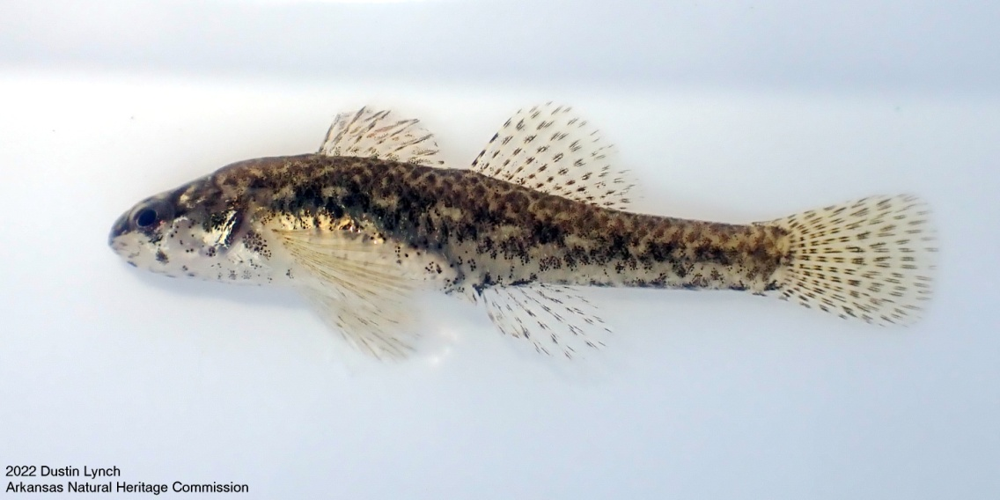 2022 Dustin Lynch
Arkansas Natural Heritage Commission